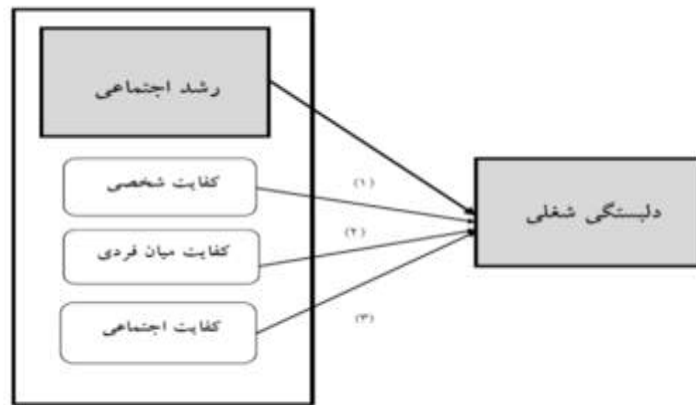 رشد اجتماعی
کفایت شخصی
(۱)
دلبستگی شغلی
(۲)
کفایت میان فردی
کفایت اجتماعی
(۳)